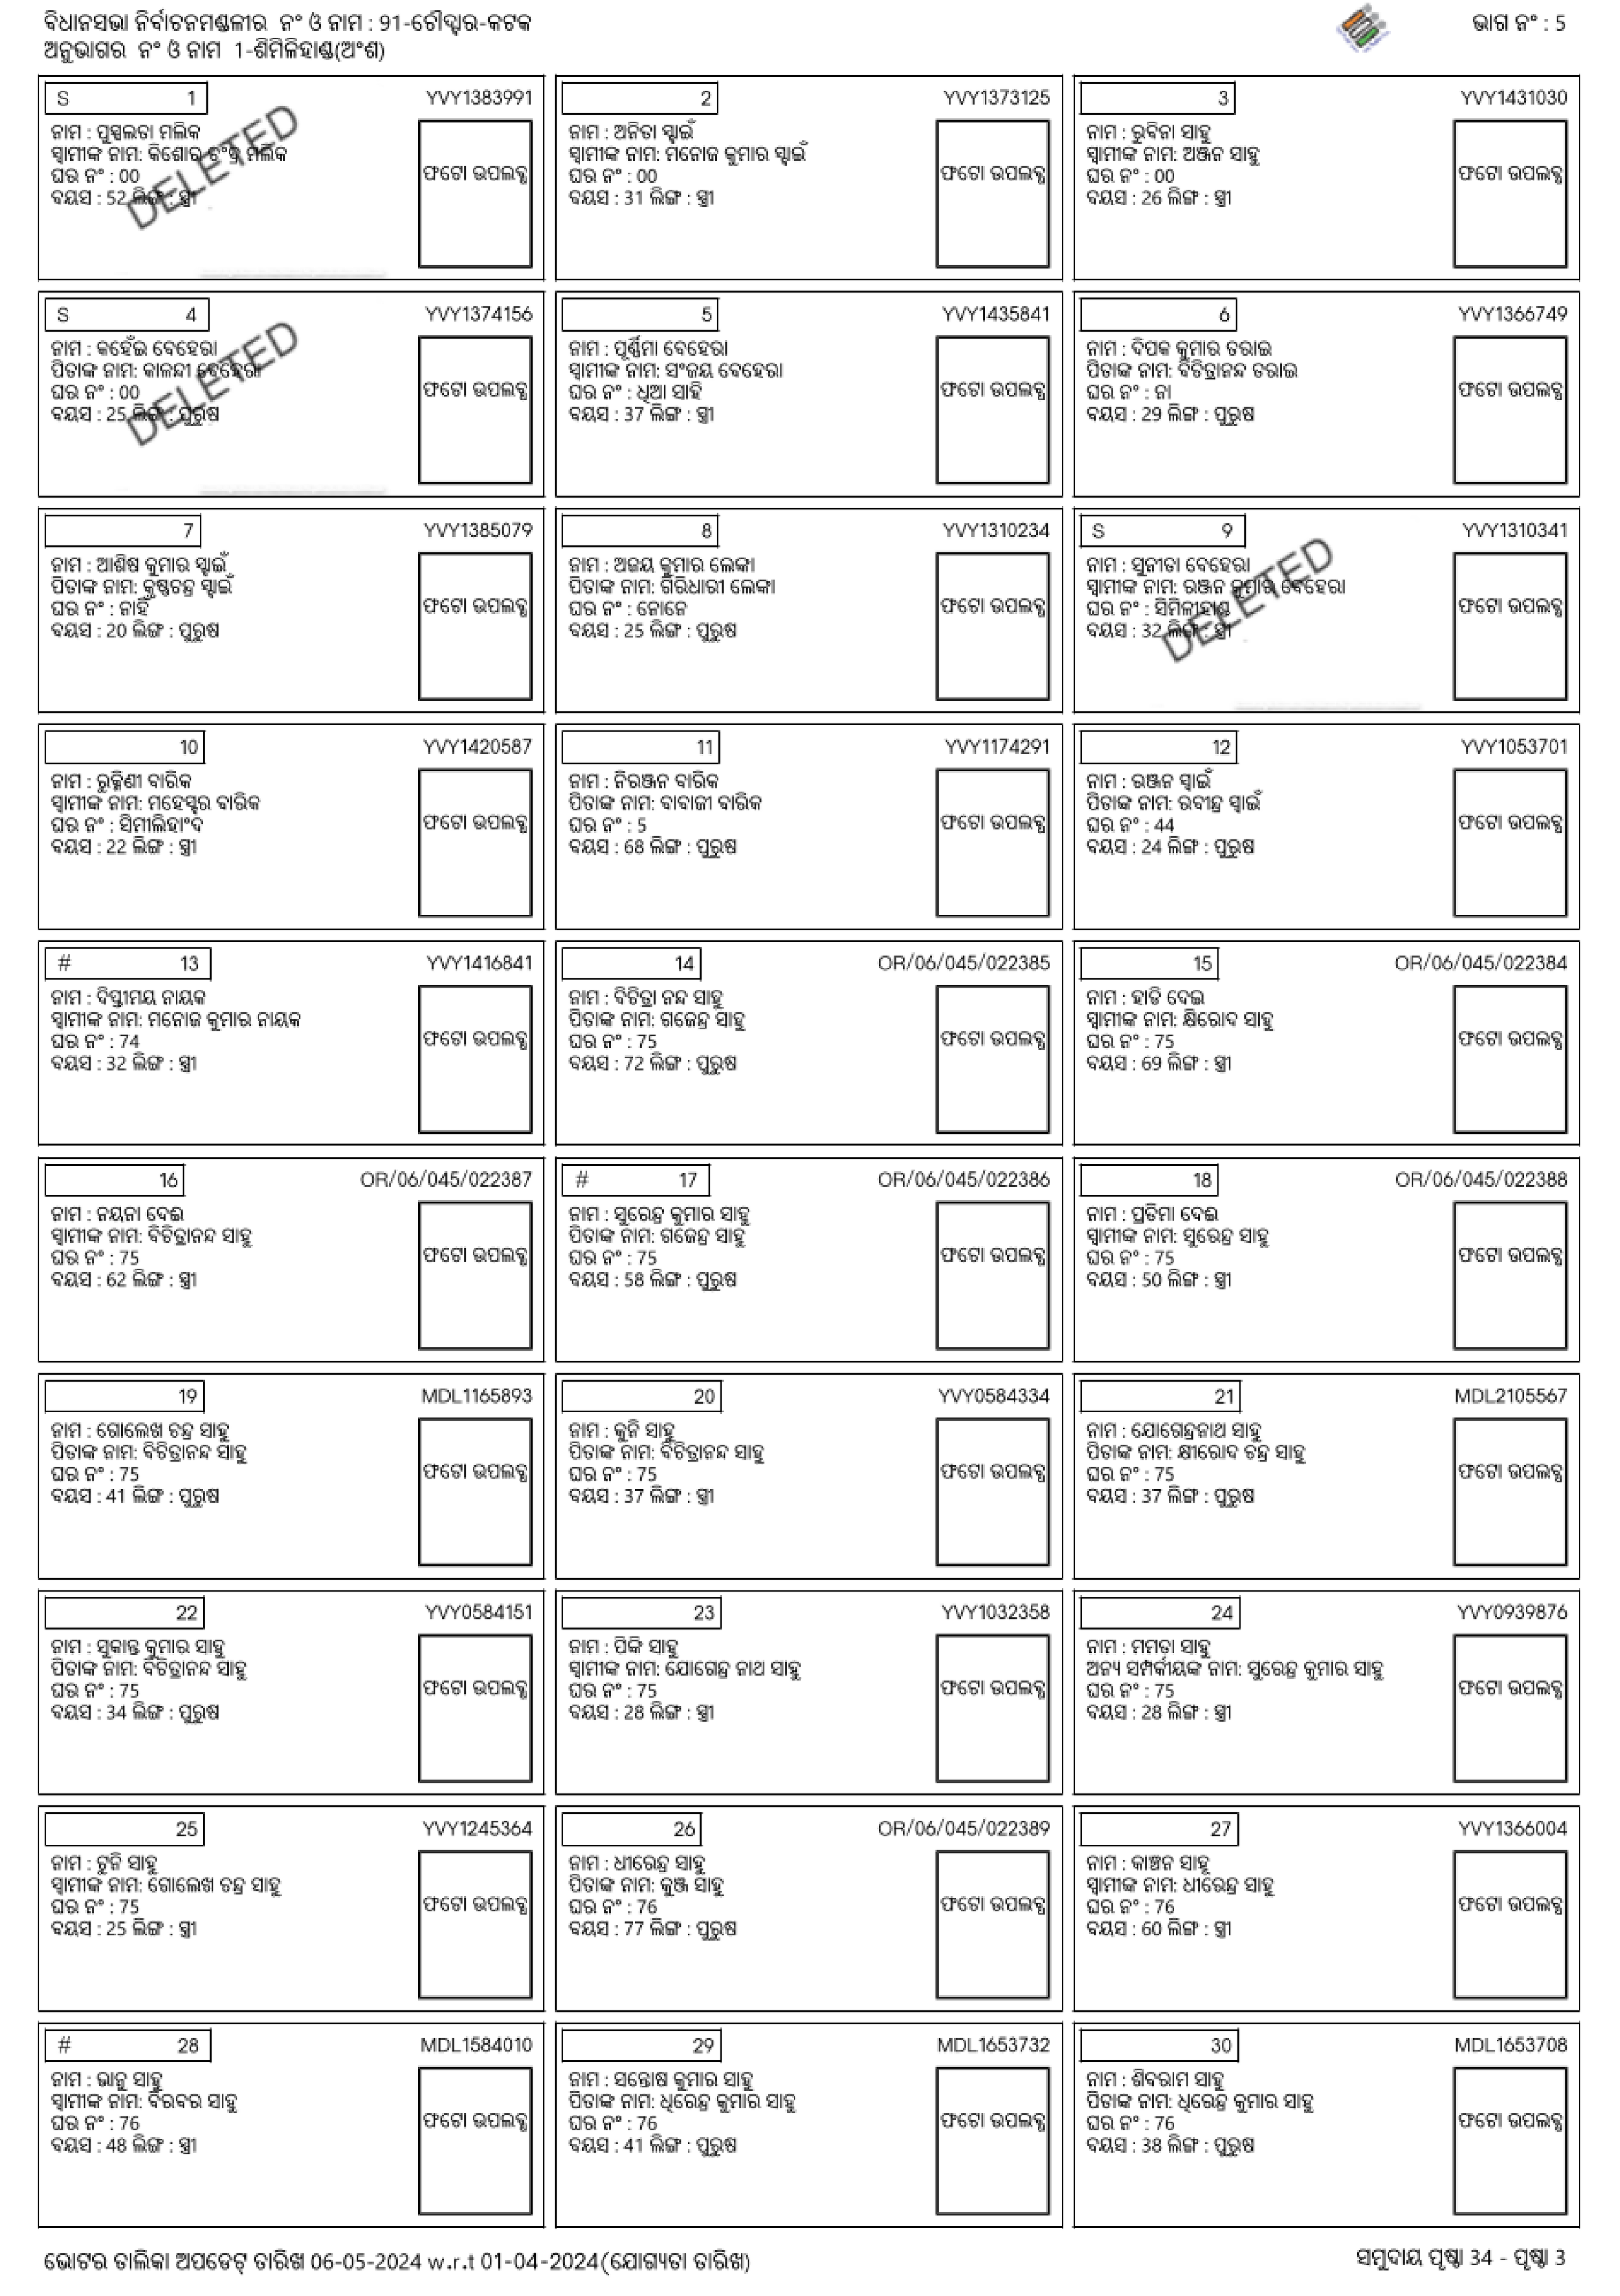 ବିଧାନସଭା ନିର୍ବାଚନମଣ୍ଡଳୀର ନଂ ଓ ନାମ : 91-ଚୌଦ୍ୱାର-କଟକ
ଅନୁଭାଗର ନଂ ଓ ନାମ 1-ଶିମିଳିହାଣ୍ଡ(ଅଂଶ)
ଭାଗ ନଂ : 5
S 1 YVY1383991
ନାମ : ପୁସ୍ପଲତା ମଲିକ
ସ୍ୱାମୀଙ୍କ ନାମ: କିଶୋର ଚଂଦ୍ର ମଲିକ
ଘର ନଂ : 00
ବୟସ : 52 ଲିଙ୍ଗ : ସ୍ତ୍ରୀ
ଫଟୋ ଉପଲବ୍ଧ
DELETED
2 YVY1373125
ନାମ : ଅନିତା ସ୍ୱାଇଁ
ସ୍ୱାମୀଙ୍କ ନାମ: ମନୋଜ କୁମାର ସ୍ୱାଇଁ
ଘର ନଂ : 00
ବୟସ : 31 ଲିଙ୍ଗ : ସ୍ତ୍ରୀ
ଫଟୋ ଉପଲବ୍ଧ
3 YVY1431030
ନାମ : ରୁବିନା ସାହୁ
ସ୍ୱାମୀଙ୍କ ନାମ: ଅଞ୍ଜନ ସାହୁ
ଘର ନଂ : 00
ବୟସ : 26 ଲିଙ୍ଗ : ସ୍ତ୍ରୀ
ଫଟୋ ଉପଲବ୍ଧ
S 4 YVY1374156
ନାମ : କହେଁଇ ବେହେରା
ପିତାଙ୍କ ନାମ: କାଳନ୍ଦୀ ବେହେରା
ଘର ନଂ : 00
ବୟସ : 25 ଲିଙ୍ଗ : ପୁରୁଷ
ଫଟୋ ଉପଲବ୍ଧ
DELETED
5 YVY1435841
ନାମ : ପୂର୍ଣ୍ଣିମା ବେହେରା
ସ୍ୱାମୀଙ୍କ ନାମ: ସଂଜୟ ବେହେରା
ଘର ନଂ : ଧିଆ ସାହି
ବୟସ : 37 ଲିଙ୍ଗ : ସ୍ତ୍ରୀ
ଫଟୋ ଉପଲବ୍ଧ
6 YVY1366749
ନାମ : ଦିପକ କୁମାର ତରାଇ
ପିତାଙ୍କ ନାମ: ବିଚିତ୍ରାନନ୍ଦ ତରାଇ
ଘର ନଂ : ନା
ବୟସ : 29 ଲିଙ୍ଗ : ପୁରୁଷ
ଫଟୋ ଉପଲବ୍ଧ
7 YVY1385079
ନାମ : ଆଶିଷ କୁମାର ସ୍ୱାଇଁ
ପିତାଙ୍କ ନାମ: କୃଷ୍ଣଚନ୍ଦ୍ର ସ୍ୱାଇଁ
ଘର ନଂ : ନାହିଁ
ବୟସ : 20 ଲିଙ୍ଗ : ପୁରୁଷ
ଫଟୋ ଉପଲବ୍ଧ
8 YVY1310234
ନାମ : ଅଜୟ କୁମାର ଲେଙ୍କା
ପିତାଙ୍କ ନାମ: ଗିରିଧାରୀ ଲେଙ୍କା
ଘର ନଂ : ନୋନେ
ବୟସ : 25 ଲିଙ୍ଗ : ପୁରୁଷ
ଫଟୋ ଉପଲବ୍ଧ
S 9 YVY1310341
ନାମ : ସୁନୀତା ବେହେରା
ସ୍ୱାମୀଙ୍କ ନାମ: ରଞ୍ଜନ କୁମାର ବେହେରା
ଘର ନଂ : ସିମିଳୀହାଣ୍ଡ
ବୟସ : 32 ଲିଙ୍ଗ : ସ୍ତ୍ରୀ
ଫଟୋ ଉପଲବ୍ଧ
DELETED
10 YVY1420587
ନାମ : ରୁକ୍ମିଣୀ ବାରିକ
ସ୍ୱାମୀଙ୍କ ନାମ: ମହେସ୍ୱର ବାରିକ
ଘର ନଂ : ସିମୀଲିହାଂଦ
ବୟସ : 22 ଲିଙ୍ଗ : ସ୍ତ୍ରୀ
ଫଟୋ ଉପଲବ୍ଧ
11 YVY1174291
ନାମ : ନିରଞ୍ଜନ ବାରିକ
ପିତାଙ୍କ ନାମ: ବାବାଜୀ ବାରିକ
ଘର ନଂ : 5
ବୟସ : 68 ଲିଙ୍ଗ : ପୁରୁଷ
ଫଟୋ ଉପଲବ୍ଧ
12 YVY1053701
ନାମ : ରଞ୍ଜନ ସ୍ୱାଇଁ
ପିତାଙ୍କ ନାମ: ରବୀନ୍ଦ୍ର ସ୍ୱାଇଁ
ଘର ନଂ : 44
ବୟସ : 24 ଲିଙ୍ଗ : ପୁରୁଷ
ଫଟୋ ଉପଲବ୍ଧ
# 13 YVY1416841
ନାମ : ଦିପ୍ତୀମୟ ନାୟକ
ସ୍ୱାମୀଙ୍କ ନାମ: ମନୋଜ କୁମାର ନାୟକ
ଘର ନଂ : 74
ବୟସ : 32 ଲିଙ୍ଗ : ସ୍ତ୍ରୀ
ଫଟୋ ଉପଲବ୍ଧ
14 OR/06/045/022385
ନାମ : ବିଚିତ୍ରା ନନ୍ଦ ସାହୁ
ପିତାଙ୍କ ନାମ: ଗଜେନ୍ଦ୍ର ସାହୁ
ଘର ନଂ : 75
ବୟସ : 72 ଲିଙ୍ଗ : ପୁରୁଷ
ଫଟୋ ଉପଲବ୍ଧ
15 OR/06/045/022384
ନାମ : ହାଡି ଦେଇ
ସ୍ୱାମୀଙ୍କ ନାମ: କ୍ଷିରୋଦ ସାହୁ
ଘର ନଂ : 75
ବୟସ : 69 ଲିଙ୍ଗ : ସ୍ତ୍ରୀ
ଫଟୋ ଉପଲବ୍ଧ
16 OR/06/045/022387
ନାମ : ନୟନା ଦେଈ
ସ୍ୱାମୀଙ୍କ ନାମ: ବିଚିତ୍ରାନନ୍ଦ ସାହୁ
ଘର ନଂ : 75
ବୟସ : 62 ଲିଙ୍ଗ : ସ୍ତ୍ରୀ
ଫଟୋ ଉପଲବ୍ଧ
# 17 OR/06/045/022386
ନାମ : ସୁରେନ୍ଦ୍ର କୁମାର ସାହୁ
ପିତାଙ୍କ ନାମ: ଗଜେନ୍ଦ୍ର ସାହୁ
ଘର ନଂ : 75
ବୟସ : 58 ଲିଙ୍ଗ : ପୁରୁଷ
ଫଟୋ ଉପଲବ୍ଧ
18 OR/06/045/022388
ନାମ : ପ୍ରତିମା ଦେଈ
ସ୍ୱାମୀଙ୍କ ନାମ: ସୁରେନ୍ଦ୍ର ସାହୁ
ଘର ନଂ : 75
ବୟସ : 50 ଲିଙ୍ଗ : ସ୍ତ୍ରୀ
ଫଟୋ ଉପଲବ୍ଧ
19 MDL1165893
ନାମ : ଗୋଲେଖ ଚନ୍ଦ୍ର ସାହୁ
ପିତାଙ୍କ ନାମ: ବିଚିତ୍ରାନନ୍ଦ ସାହୁ
ଘର ନଂ : 75
ବୟସ : 41 ଲିଙ୍ଗ : ପୁରୁଷ
ଫଟୋ ଉପଲବ୍ଧ
20 YVY0584334
ନାମ : କୁନି ସାହୁ
ପିତାଙ୍କ ନାମ: ବିଚିତ୍ରାନନ୍ଦ ସାହୁ
ଘର ନଂ : 75
ବୟସ : 37 ଲିଙ୍ଗ : ସ୍ତ୍ରୀ
ଫଟୋ ଉପଲବ୍ଧ
21 MDL2105567
ନାମ : ଯୋଗେନ୍ଦ୍ରନାଥ ସାହୁ
ପିତାଙ୍କ ନାମ: କ୍ଷୀରୋଦ ଚନ୍ଦ୍ର ସାହୁ
ଘର ନଂ : 75
ବୟସ : 37 ଲିଙ୍ଗ : ପୁରୁଷ
ଫଟୋ ଉପଲବ୍ଧ
22 YVY0584151
ନାମ : ସୁକାନ୍ତ କୁମାର ସାହୁ
ପିତାଙ୍କ ନାମ: ବିଚିତ୍ରାନନ୍ଦ ସାହୁ
ଘର ନଂ : 75
ବୟସ : 34 ଲିଙ୍ଗ : ପୁରୁଷ
ଫଟୋ ଉପଲବ୍ଧ
23 YVY1032358
ନାମ : ପିକି ସାହୁ
ସ୍ୱାମୀଙ୍କ ନାମ: ଯୋଗେନ୍ଦ୍ର ନାଥ ସାହୁ
ଘର ନଂ : 75
ବୟସ : 28 ଲିଙ୍ଗ : ସ୍ତ୍ରୀ
ଫଟୋ ଉପଲବ୍ଧ
24 YVY0939876
ନାମ : ମମତା ସାହୁ
ଅନ୍ୟ ସମ୍ପର୍କୀୟଙ୍କ ନାମ: ସୁରେନ୍ଦ୍ର କୁମାର ସାହୁ
ଘର ନଂ : 75
ବୟସ : 28 ଲିଙ୍ଗ : ସ୍ତ୍ରୀ
ଫଟୋ ଉପଲବ୍ଧ
25 YVY1245364
ନାମ : ଟୁନି ସାହୁ
ସ୍ୱାମୀଙ୍କ ନାମ: ଗୋଲେଖ ଚନ୍ଦ୍ର ସାହୁ
ଘର ନଂ : 75
ବୟସ : 25 ଲିଙ୍ଗ : ସ୍ତ୍ରୀ
ଫଟୋ ଉପଲବ୍ଧ
26 OR/06/045/022389
ନାମ : ଧୀରେନ୍ଦ୍ର ସାହୁ
ପିତାଙ୍କ ନାମ: କୁଞ୍ଜ ସାହୁ
ଘର ନଂ : 76
ବୟସ : 77 ଲିଙ୍ଗ : ପୁରୁଷ
ଫଟୋ ଉପଲବ୍ଧ
27 YVY1366004
ନାମ : କାଞ୍ଚନ ସାହୂ
ସ୍ୱାମୀଙ୍କ ନାମ: ଧୀରେନ୍ଦ୍ର ସାହୁ
ଘର ନଂ : 76
ବୟସ : 60 ଲିଙ୍ଗ : ସ୍ତ୍ରୀ
ଫଟୋ ଉପଲବ୍ଧ
# 28 MDL1584010
ନାମ : ଭାନୁ ସାହୁ
ସ୍ୱାମୀଙ୍କ ନାମ: ବିରବର ସାହୁ
ଘର ନଂ : 76
ବୟସ : 48 ଲିଙ୍ଗ : ସ୍ତ୍ରୀ
ଫଟୋ ଉପଲବ୍ଧ
29 MDL1653732
ନାମ : ସନ୍ତୋଷ କୁମାର ସାହୁ
ପିତାଙ୍କ ନାମ: ଧିରେନ୍ଦ୍ର କୁମାର ସାହୁ
ଘର ନଂ : 76
ବୟସ : 41 ଲିଙ୍ଗ : ପୁରୁଷ
ଫଟୋ ଉପଲବ୍ଧ
30 MDL1653708
ନାମ : ଶିବରାମ ସାହୁ
ପିତାଙ୍କ ନାମ: ଧିରେନ୍ଦ୍ର କୁମାର ସାହୁ
ଘର ନଂ : 76
ବୟସ : 38 ଲିଙ୍ଗ : ପୁରୁଷ
ଫଟୋ ଉପଲବ୍ଧ
ଭୋଟର ତାଲିକା ଅପଡେଟ୍ ତାରିଖ 06-05-2024 w.r.t 01-04-2024(ଯୋଗ୍ୟତା ତାରିଖ)
ସମୁଦାୟ ପୃଷ୍ଠା 34 - ପୃଷ୍ଠା 3